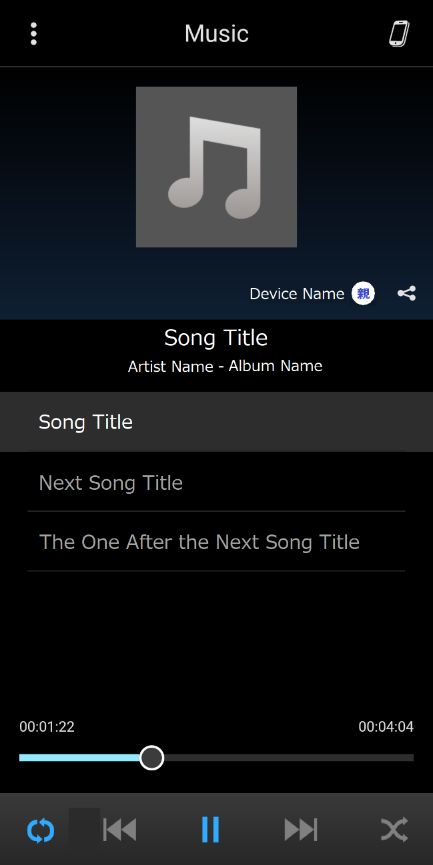 Music
Device Name 親
Song Title
Artist Name - Album Name
Song Title
Next Song Title
The One After the Next Song Title
00:01:22 00:04:04